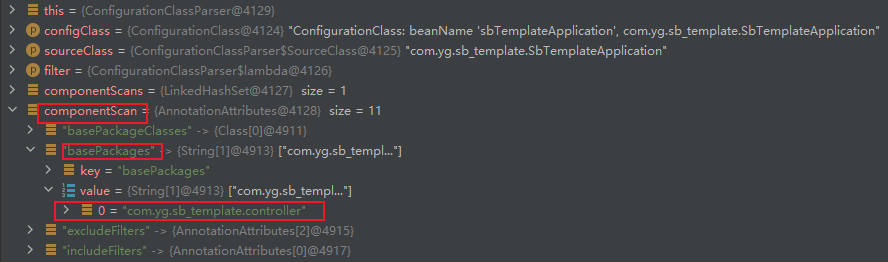 this = {ConfigurationClassParser@4129}
configClass = {ConfigurationClass@4124} "ConfigurationClass: beanName 'sbTemplateApplication', com.yg.sb_template.SbTemplateApplication"
sourceClass = {ConfigurationClassParser$SourceClass@4125} "com.yg.sb_template.SbTemplateApplication"
filter = {ConfigurationClassParser$lambda@4126}
componentScans = {LinkedHashSet@4127} size = 1
componentScan = {AnnotationAttributes@4128} size = 11
"basePackageClasses" -> {Class[0]@4911}
"basePackages" -> {String[1]@4913} ["com.yg.sb_templ..."]
key = "basePackages"
value = {String[1]@4913} ["com.yg.sb_templ..."]
0 = "com.yg.sb_template.controller"
"excludeFilters" -> {AnnotationAttributes[2]@4915}
"includeFilters" -> {AnnotationAttributes[0]@4917}